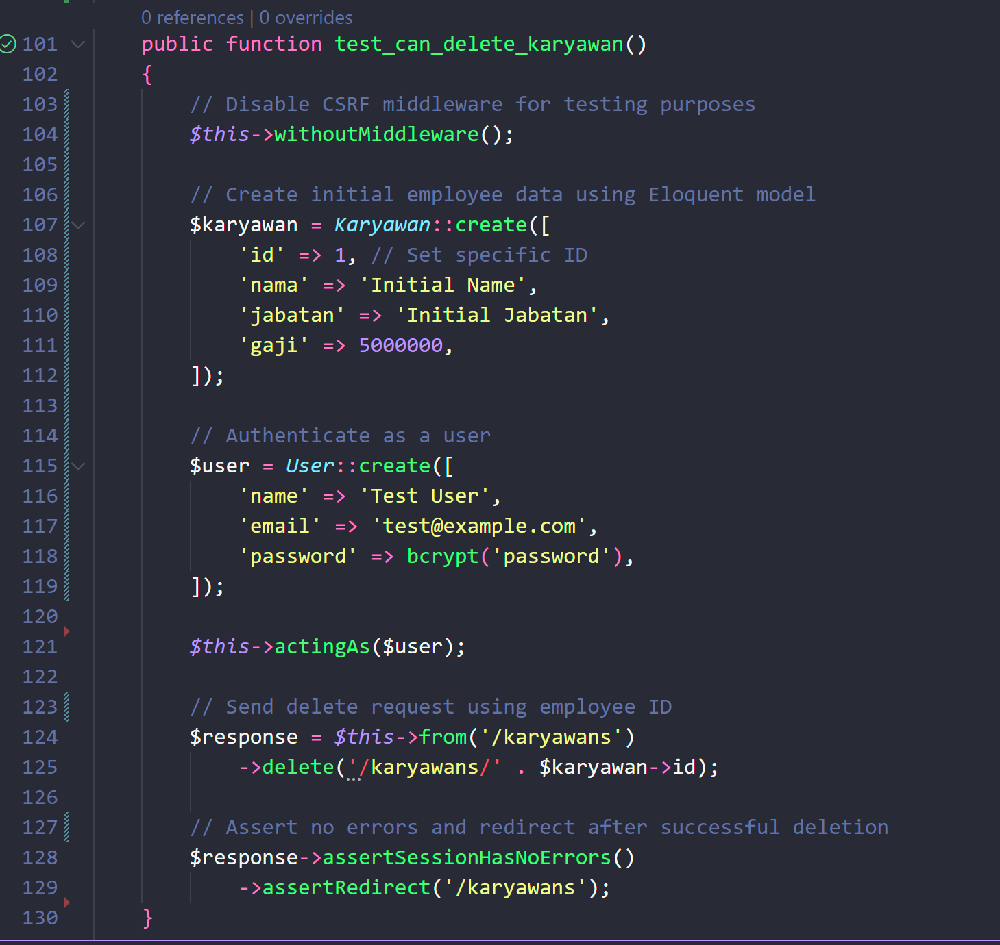 0 references | 0 overrides
101 public function test_can_delete_karyawan()
102 {
103 // Disable CSRF middleware for testing purposes
104 $this->withoutMiddleware();
105
106 // Create initial employee data using Eloquent model
107 $karyawan = Karyawan::create([
108 'id' => 1, // Set specific ID
109 'nama' => 'Initial Name',
110 'jabatan' => 'Initial Jabatan',
111 'gaji' => 5000000,
112 ]);
113
114 // Authenticate as a user
115 $user = User::create([
116 'name' => 'Test User',
117 'email' => 'test@example.com',
118 'password' => bcrypt('password'),
119 ]);
120
121 $this->actingAs($user);
122
123 // Send delete request using employee ID
124 $response = $this->from('/karyawans')
125 ->delete('/karyawans/' . $karyawan->id);
126
127 // Assert no errors and redirect after successful deletion
128 $response->assertSessionHasNoErrors()
129 ->assertRedirect('/karyawans');
130 }